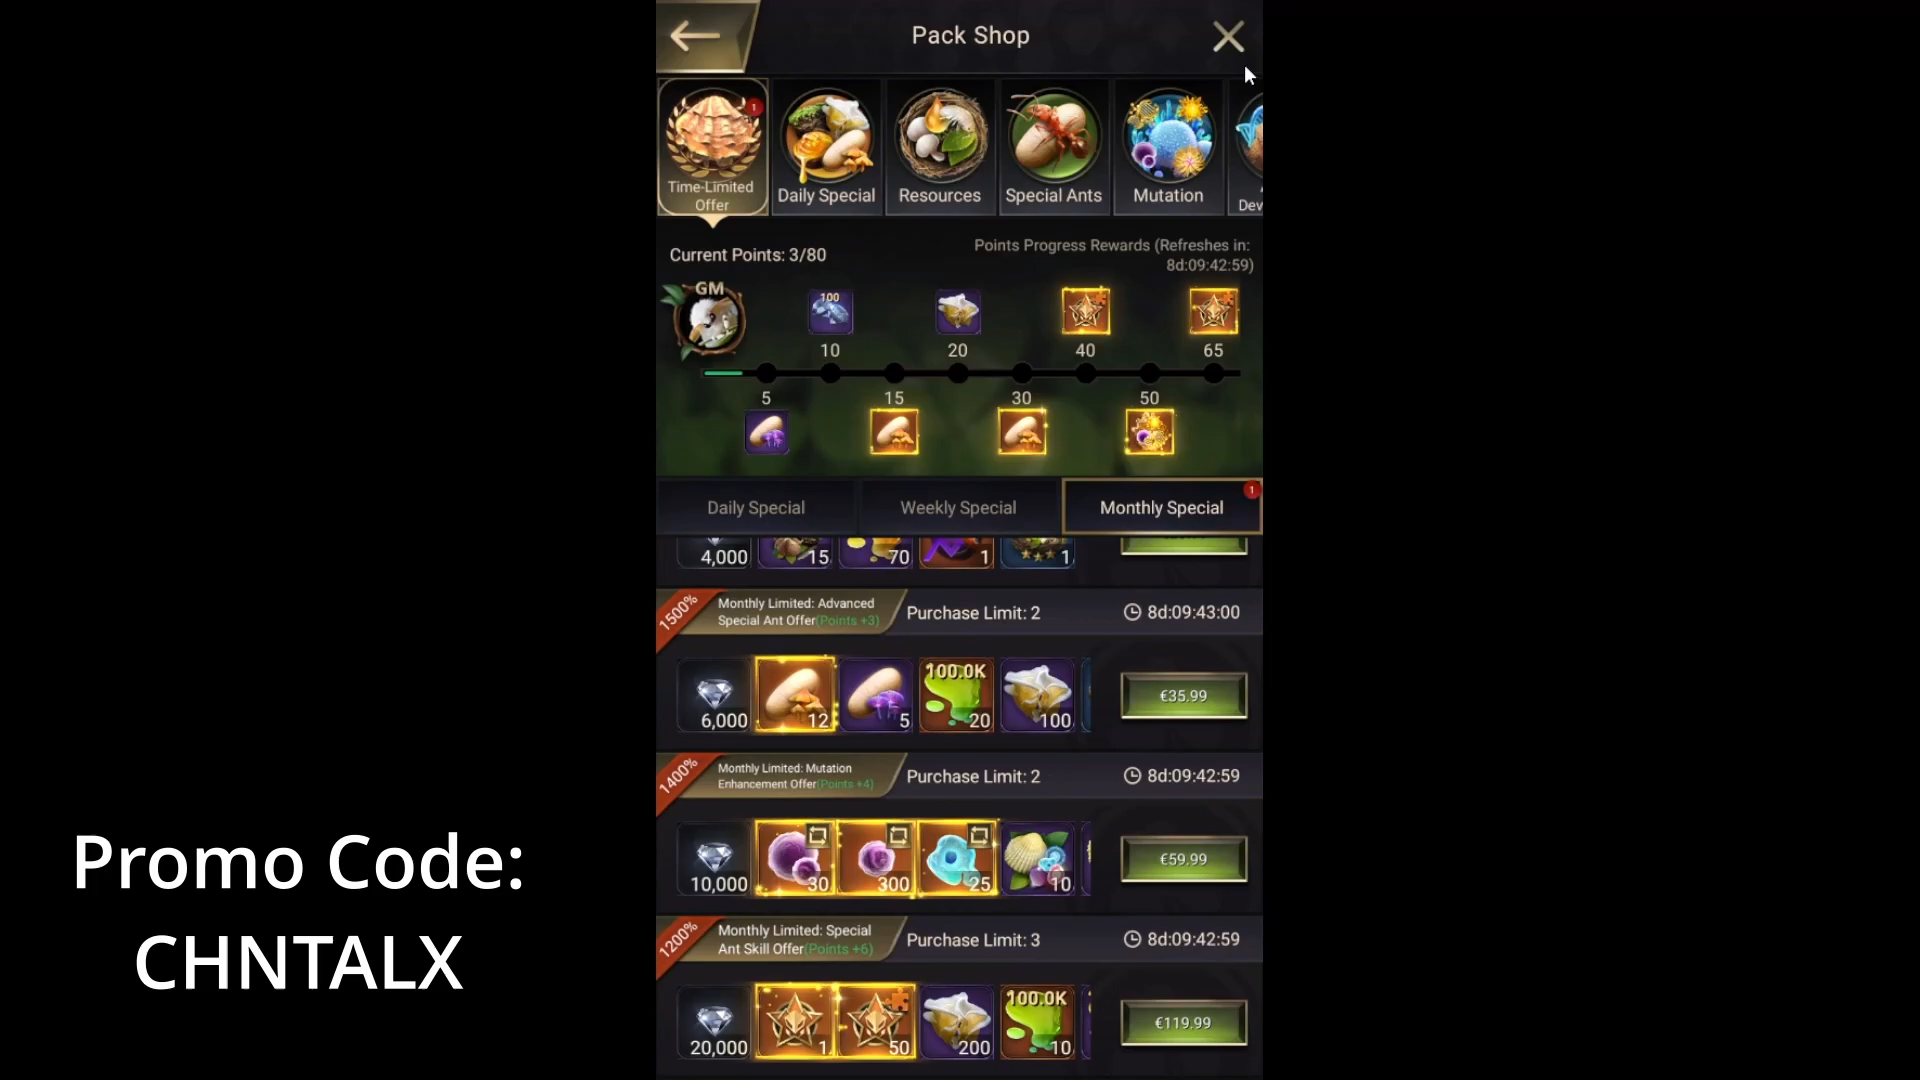 Pack Shop
1
Time-Limited
Offer
Daily Special
Resources
Special Ants
Mutation
Dev
Current Points: 3/80
Points Progress Rewards (Refreshes in:
8d:09:42:59)
GM
100
10
20
40
65
5
15
30
50
Daily Special
Weekly Special
Monthly Special
1
4,000
15
70
1
1
1500%
Monthly Limited: Advanced
Special Ant Offer(Points +3)
Purchase Limit: 2
8d:09:43:00
6,000
12
5
100.0K
20
100
€35.99
1400%
Monthly Limited: Mutation
Enhancement Offer(Points +4)
Purchase Limit: 2
8d:09:42:59
10,000
30
300
25
10
€59.99
1200%
Monthly Limited: Special
Ant Skill Offer(Points +6)
Purchase Limit: 3
8d:09:42:59
20,000
1
50
200
100.0K
10
€119.99
Promo Code:
CHNTALX